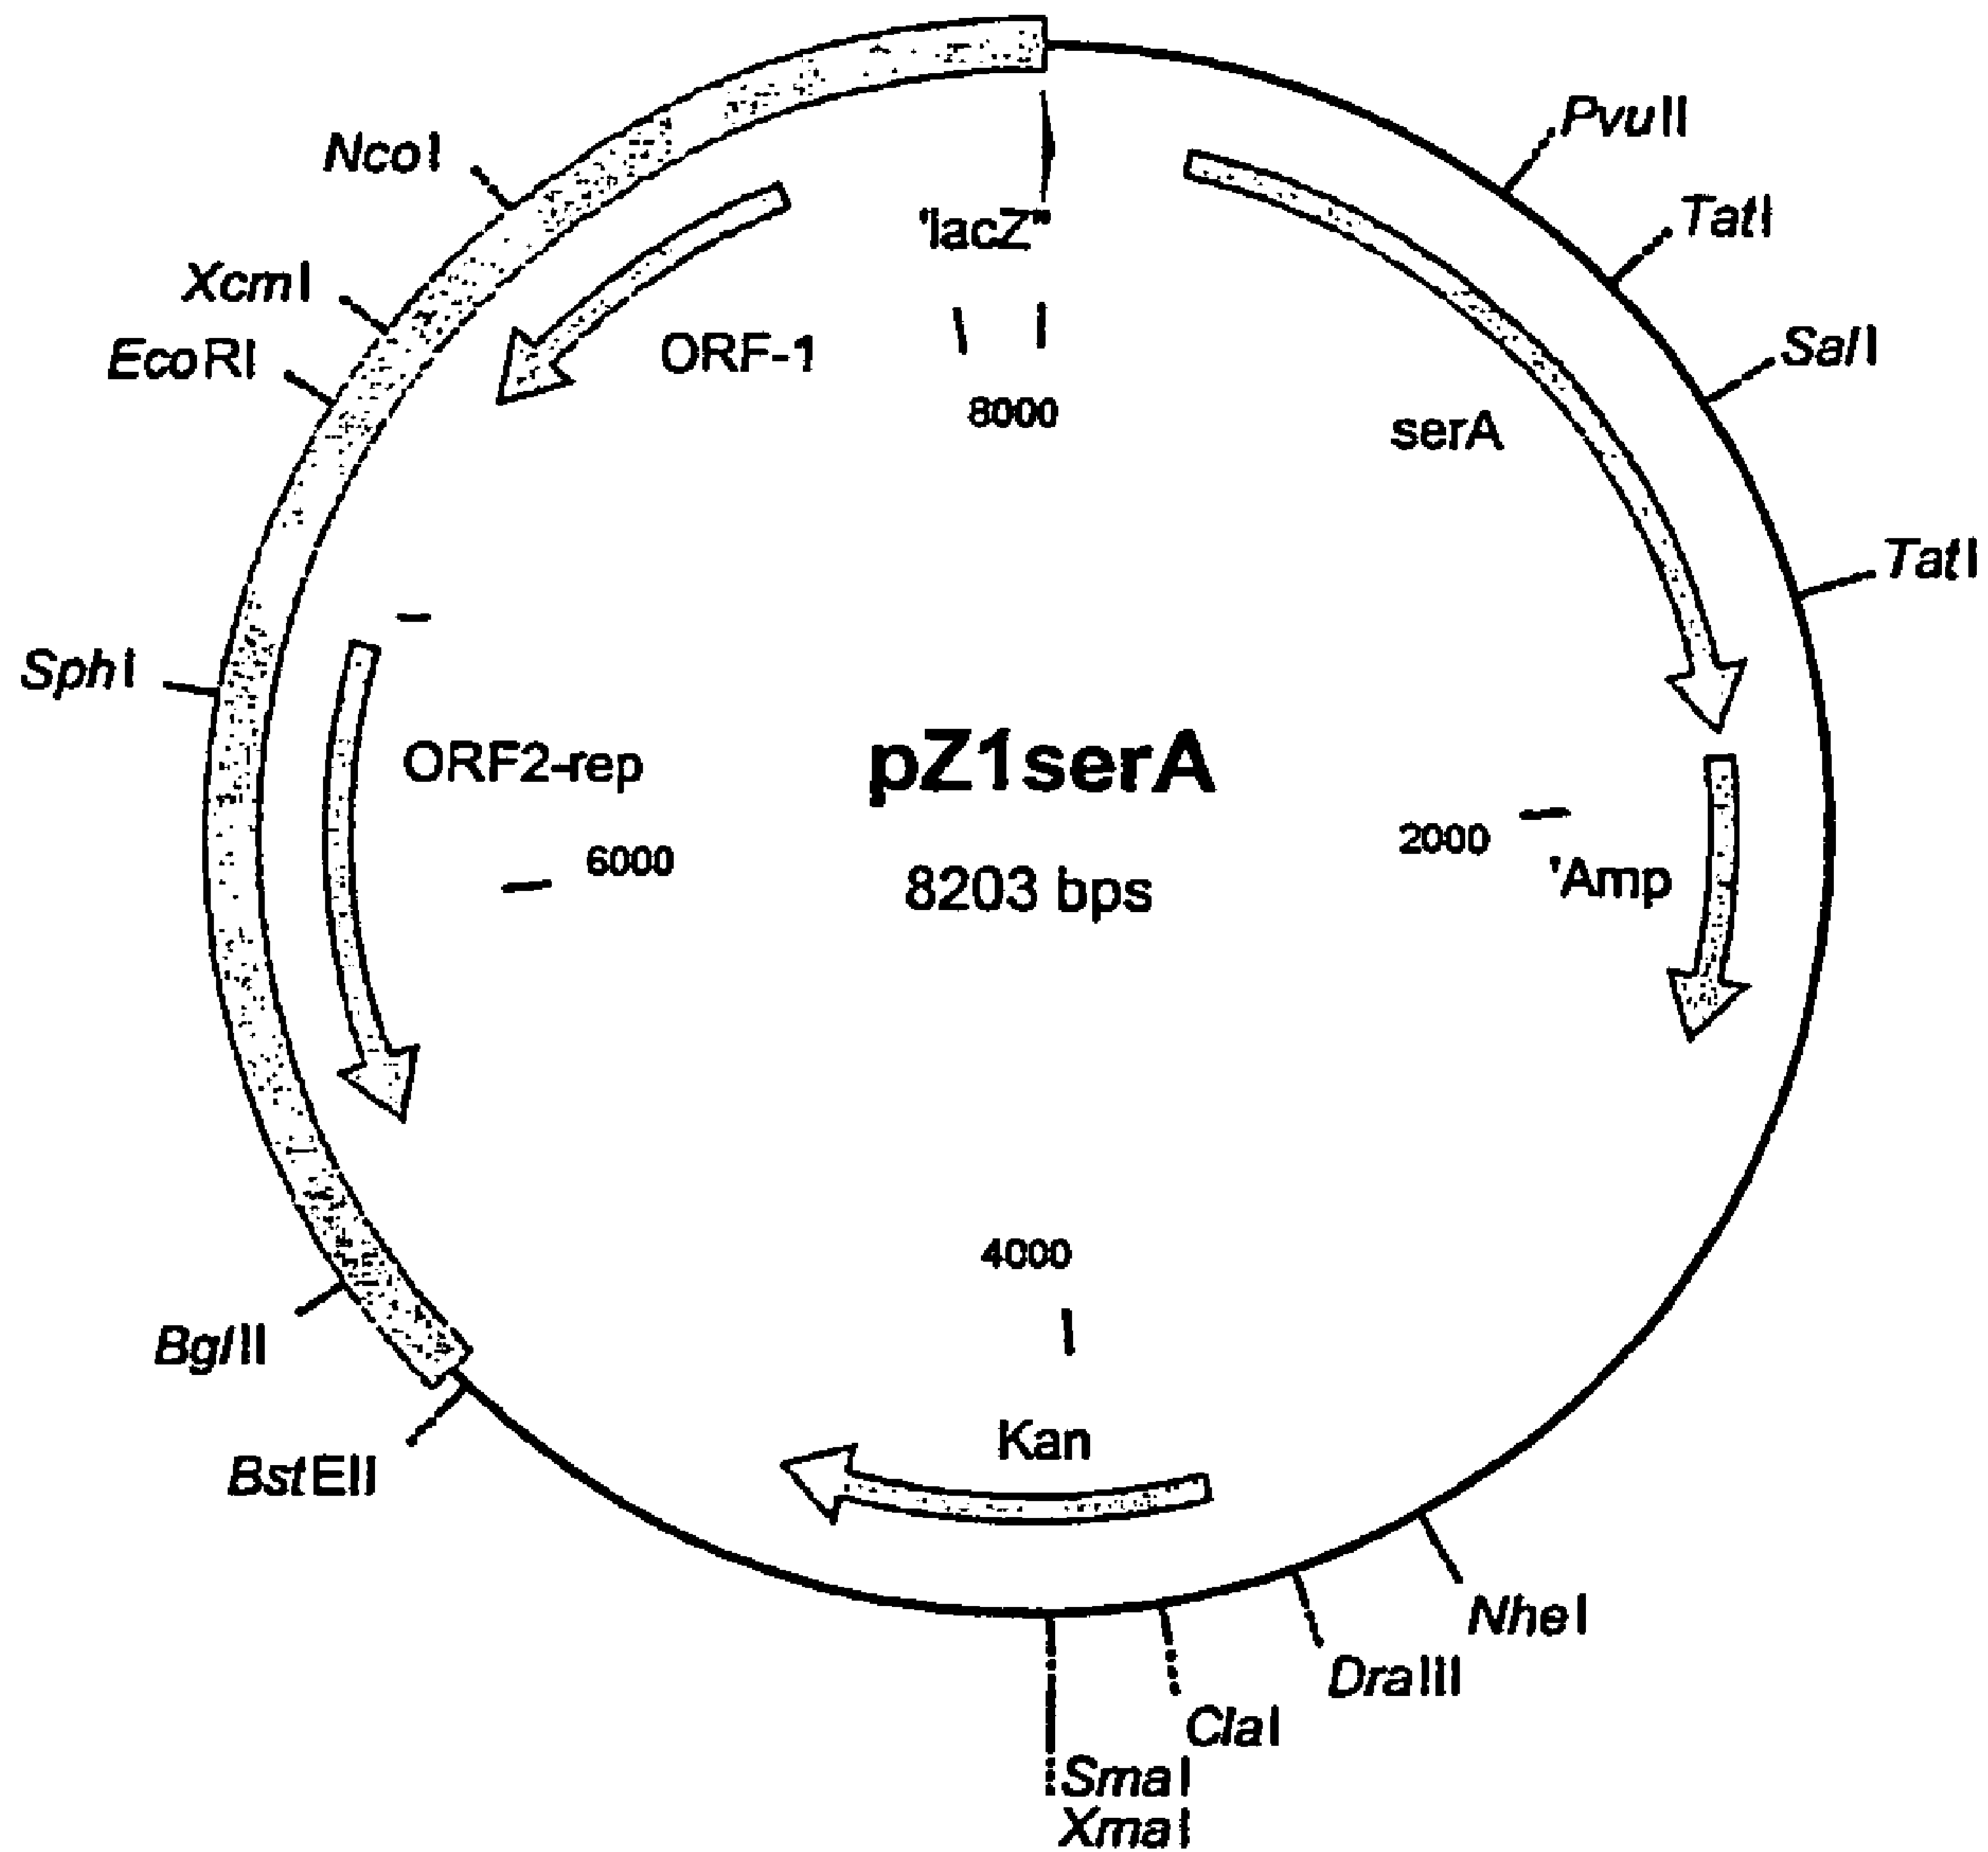 PvuII
NcoI
TatI
'lacZ''
XcmI
SalI
EcoRI
ORF-1
8000
serA
TatI
SphI
ORF2-rep
pZ1serA
2000
6000
8203 bps
'Amp
4000
BglII
Kan
BstEII
NheI
DraIII
ClaI
SmaI
XmaI